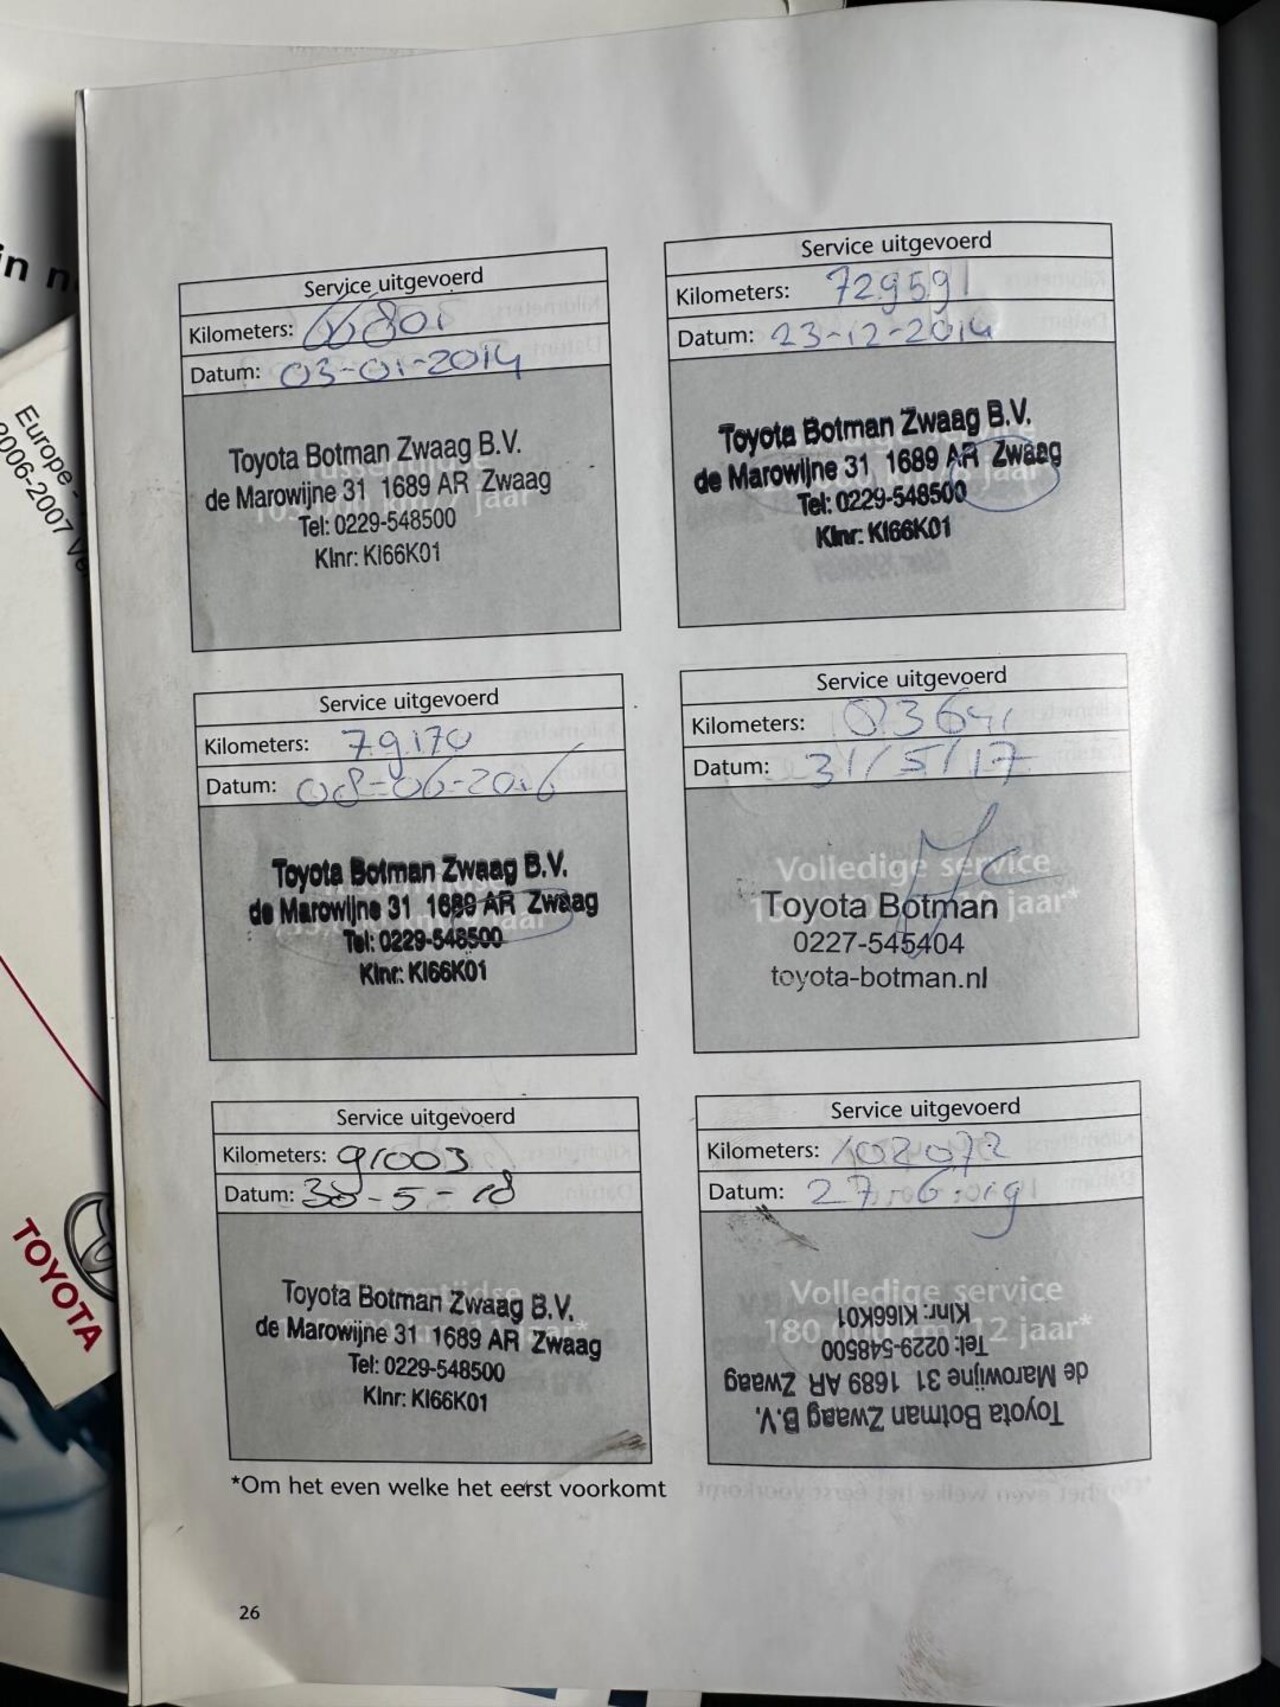 in n
Europe -
2006-2007
TOYOTA
Service uitgevoerd
Kilometers:
Datum: 03-01-2014
Toyota Botman Zwaag B.V.
de Marowijne 31 1689 AR Zwaag
Tel: 0229-548500
Klnr: KI66K01
Service uitgevoerd
Kilometers: 72959
Datum: 23-12-2014
Toyota Botman Zwaag B.V.
de Marowijne 31 1689 AR Zwaag
Tel: 0229-548500
Klnr: KI66K01
Service uitgevoerd
Kilometers: 79170
Datum: 08-06-2016
Toyota Botman Zwaag B.V.
de Marowijne 31 1689 AR Zwaag
Tel: 0229-548500
Klnr: KI66K01
Service uitgevoerd
Kilometers:
Datum: 31/5/17
Volledige service
jaar*
Toyota Botman
0227-545404
toyota-botman.nl
Service uitgevoerd
Kilometers: 91003
Datum: 30-5-18
Toyota Botman Zwaag B.V.
de Marowijne 31 1689 AR Zwaag
Tel: 0229-548500
Klnr: KI66K01
Service uitgevoerd
Kilometers: 102072
Datum: 27-6-019
Volledige service
180.000 km/12 jaar*
Toyota Botman Zwaag B.V.
de Marowijne 31 1689 AR Zwaag
Tel: 0229-548500
Klnr: KI66K01
*Om het even welke het eerst voorkomt
26